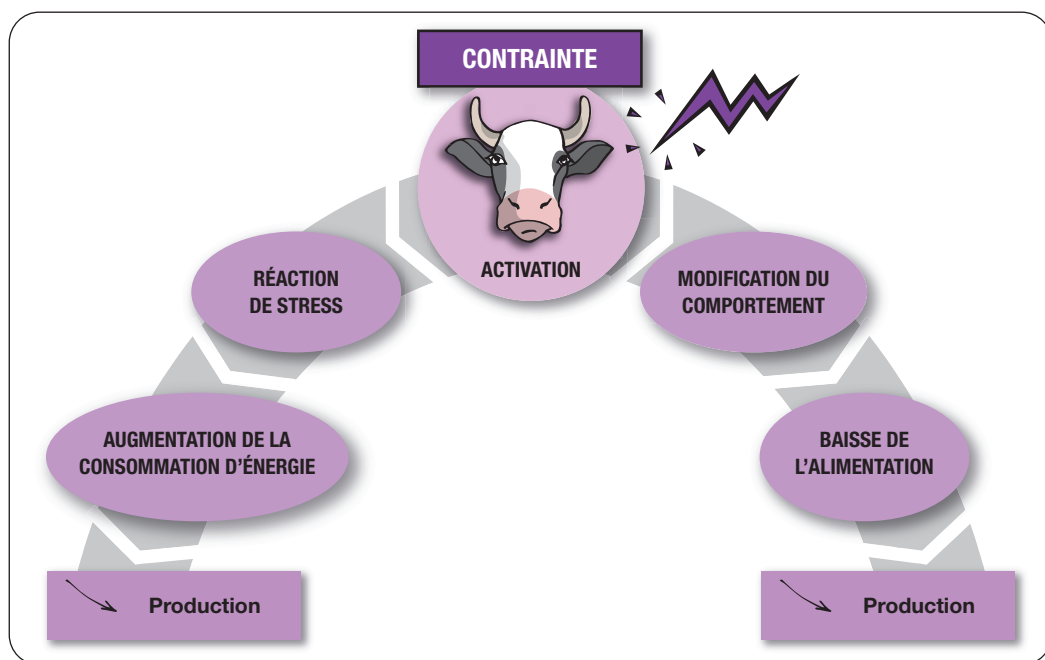 CONTRAINTE
ACTIVATION
RÉACTION
DE STRESS
MODIFICATION DU
COMPORTEMENT
AUGMENTATION DE LA
CONSOMMATION D'ÉNERGIE
BAISSE DE
L'ALIMENTATION
Production
Production